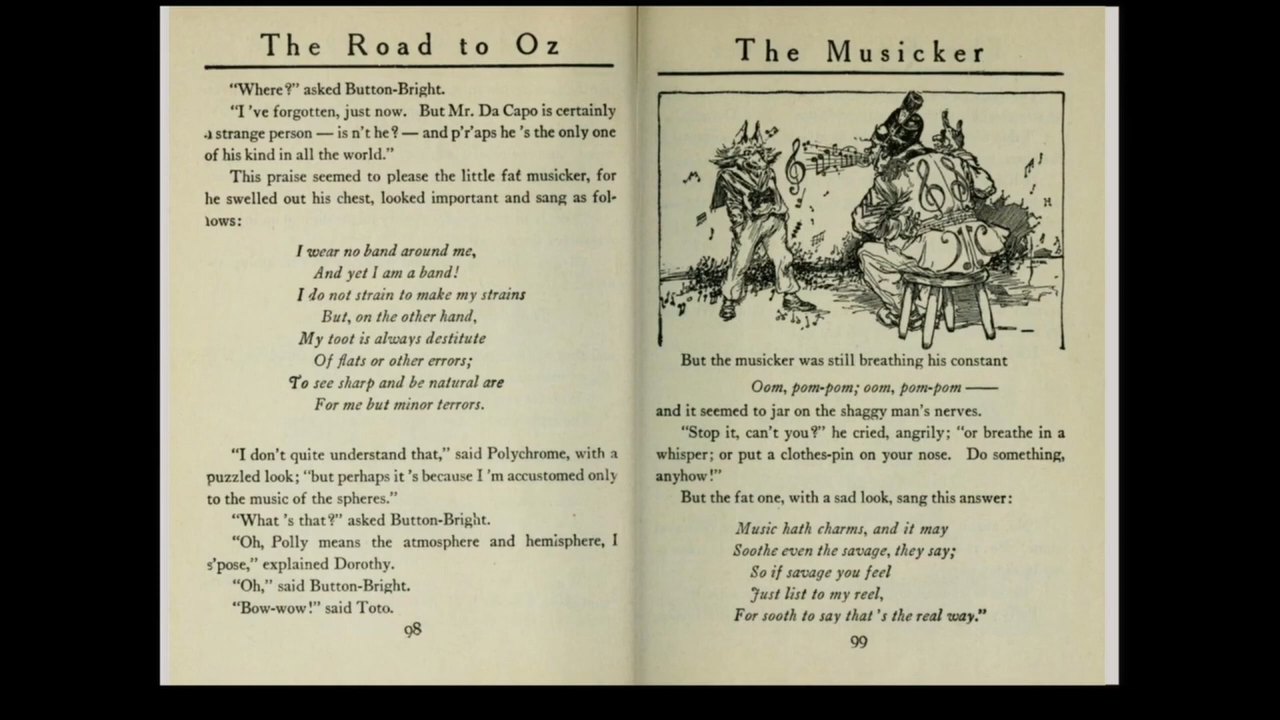 The Road to Oz
"Where?" asked Button-Bright.
"I 've forgotten, just now. But Mr. Da Capo is certainly
a strange person — is n't he? — and p'r'aps he 's the only one
of his kind in all the world."
This praise seemed to please the little fat musicker, for
he swelled out his chest, looked important and sang as fol-
lows:
I wear no band around me,
And yet I am a band!
I do not strain to make my strains
But, on the other hand,
My toot is always destitute
Of flats or other errors;
To see sharp and be natural are
For me but minor terrors.
"I don't quite understand that," said Polychrome, with a
puzzled look; "but perhaps it 's because I 'm accustomed only
to the music of the spheres."
"What 's that?" asked Button-Bright.
"Oh, Polly means the atmosphere and hemisphere, I
s'pose," explained Dorothy.
"Oh," said Button-Bright.
"Bow-wow!" said Toto.
98
The Musicker
But the musicker was still breathing his constant
Oom, pom-pom; oom, pom-pom ——
and it seemed to jar on the shaggy man's nerves.
"Stop it, can't you?" he cried, angrily; "or breathe in a
whisper; or put a clothes-pin on your nose. Do something,
anyhow!"
But the fat one, with a sad look, sang this answer:
Music hath charms, and it may
Soothe even the savage, they say;
So if savage you feel
Just list to my reel,
For sooth to say that 's the real way."
99